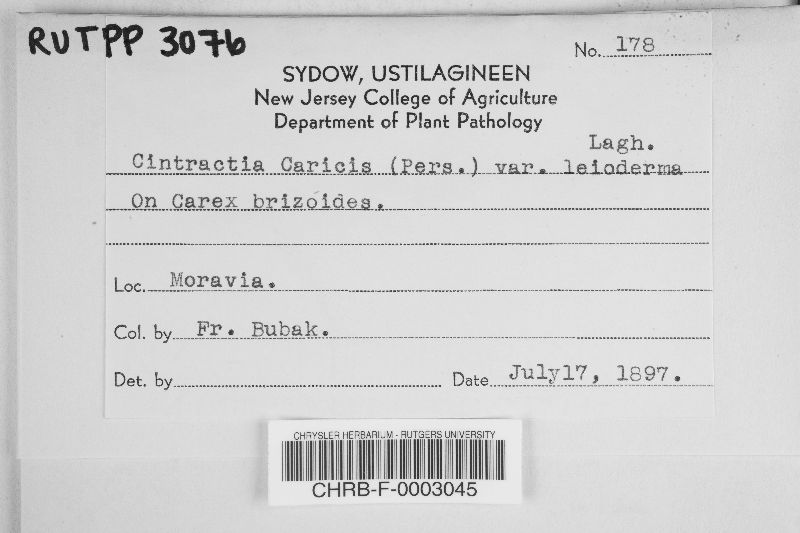 RUTPP 3076
No. 178
SYDOW, USTILAGINEEN
New Jersey College of Agriculture
Department of Plant Pathology
Lagh.
Cintractia Caricis (Pers.) var. leioderma
On Carex brizoides.
Loc. Moravia.
Col. by Fr. Bubak.
Det. by
Date July17, 1897.
CHRYSLER HERBARIUM - RUTGERS UNIVERSITY
CHRB-F-0003045